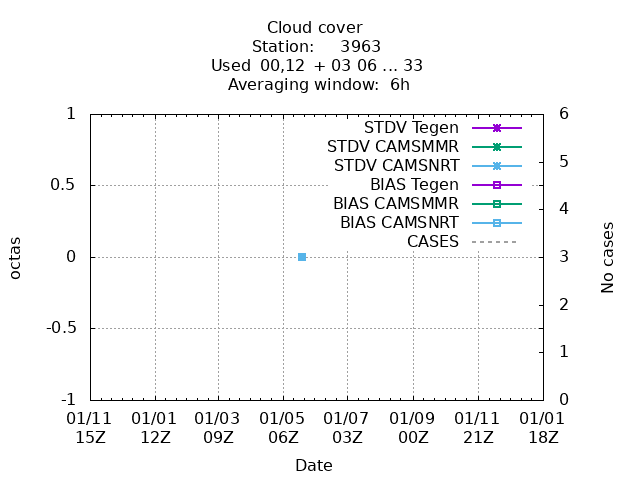 Cloud cover
Station: 3963
Used 00,12 + 03 06 ... 33
Averaging window: 6h
1
0.5
0
-0.5
-1
octas
6
5
4
3
2
1
0
No cases
STDV Tegen
STDV CAMSMMR
STDV CAMSNRT
BIAS Tegen
BIAS CAMSMMR
BIAS CAMSNRT
CASES
01/11 01/01 01/03 01/05 01/07 01/09 01/11 01/01
15Z 12Z 09Z 06Z 03Z 00Z 21Z 18Z
Date